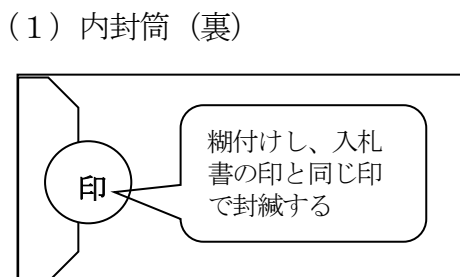 （１）内封筒（裏）
糊付けし、入札
書の印と同じ印
で封緘する
印